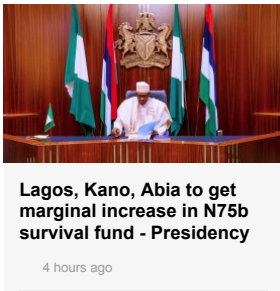 Lagos, Kano, Abia to get
marginal increase in N75b
survival fund - Presidency
4 hours ago